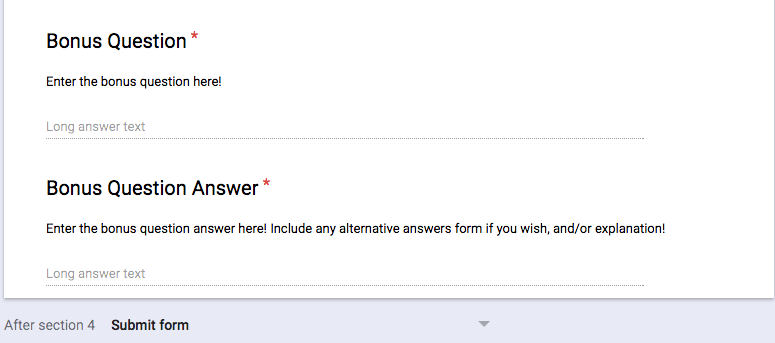 Bonus Question *
Enter the bonus question here!
Long answer text
Bonus Question Answer *
Enter the bonus question answer here! Include any alternative answers form if you wish, and/or explanation!
Long answer text
After section 4 Submit form